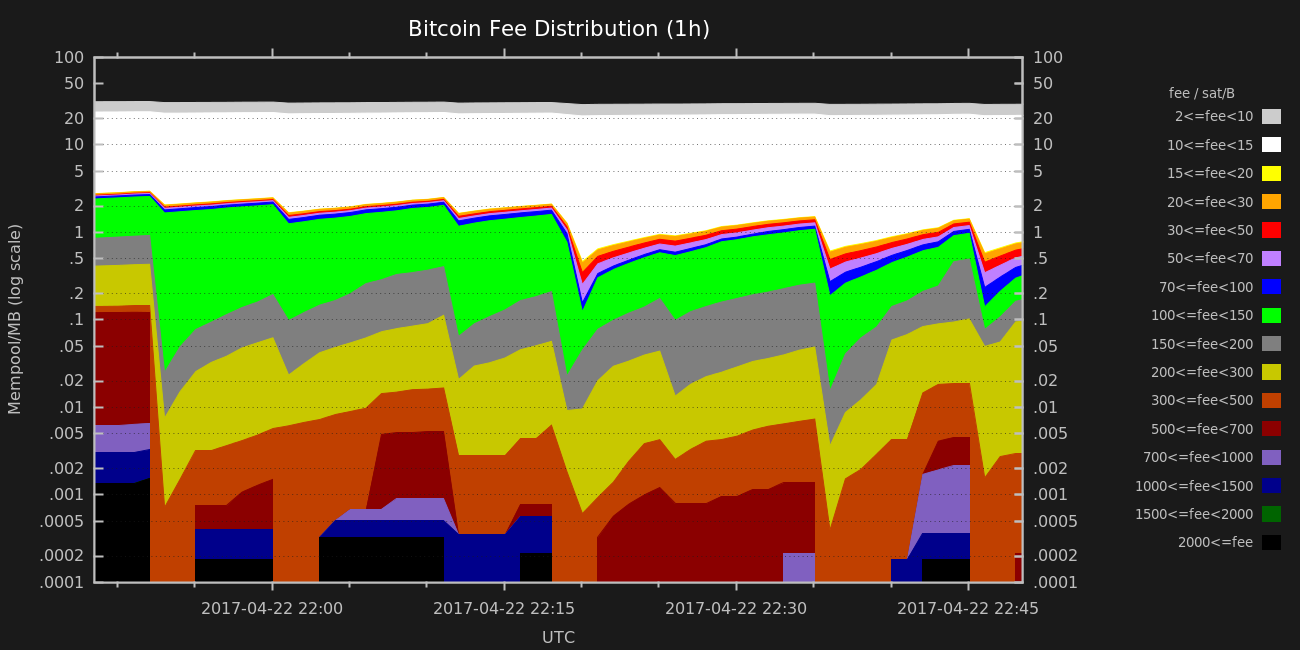 Bitcoin Fee Distribution (1h)
100 100
50 50
20 20
10 10
5 5
2 2
1 1
.5 .5
.2 .2
.1 .1
.05 .05
.02 .02
.01 .01
.005 .005
.002 .002
.001 .001
.0005 .0005
.0002 .0002
.0001 .0001
Mempool/MB (log scale)
2017-04-22 22:00 2017-04-22 22:15 2017-04-22 22:30 2017-04-22 22:45
UTC
fee / sat/B
2<=fee<10
10<=fee<15
15<=fee<20
20<=fee<30
30<=fee<50
50<=fee<70
70<=fee<100
100<=fee<150
150<=fee<200
200<=fee<300
300<=fee<500
500<=fee<700
700<=fee<1000
1000<=fee<1500
1500<=fee<2000
2000<=fee